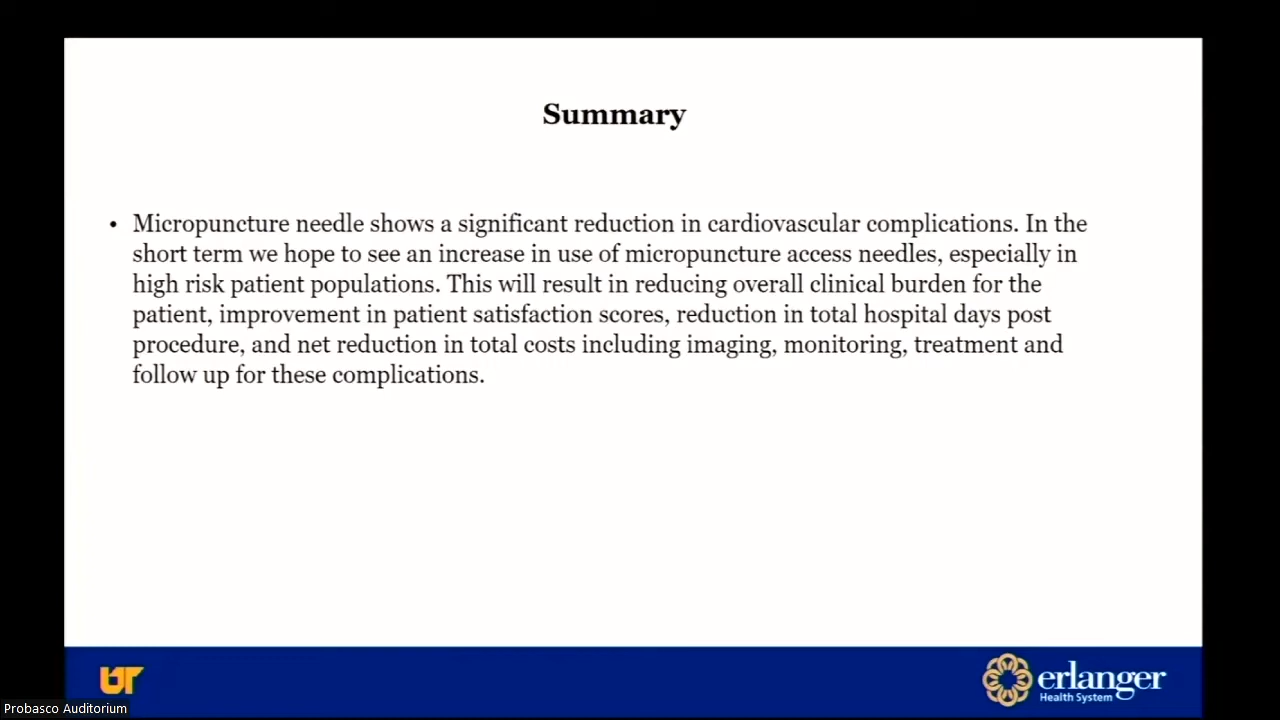 Summary
• Micropuncture needle shows a significant reduction in cardiovascular complications. In the
short term we hope to see an increase in use of micropuncture access needles, especially in
high risk patient populations. This will result in reducing overall clinical burden for the
patient, improvement in patient satisfaction scores, reduction in total hospital days post
procedure, and net reduction in total costs including imaging, monitoring, treatment and
follow up for these complications.
UT
erlanger
Health System
Probasco Auditorium